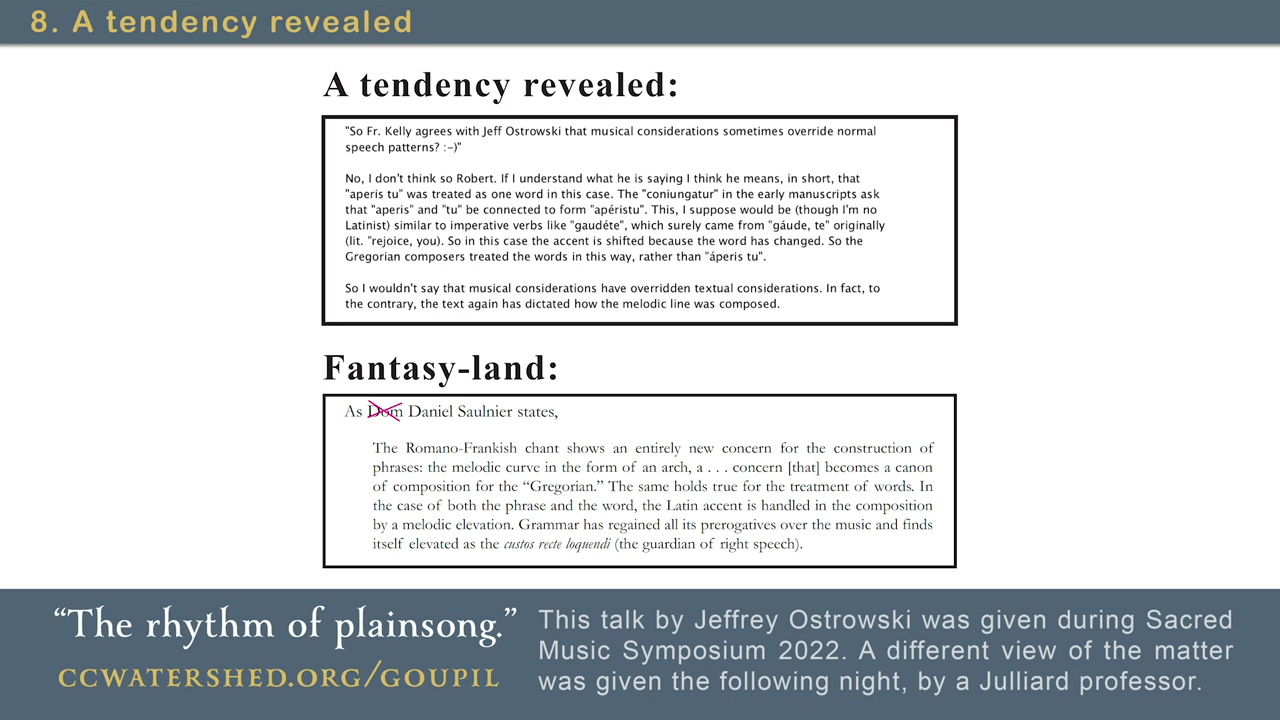 8. A tendency revealed
A tendency revealed:
"So Fr. Kelly agrees with Jeff Ostrowski that musical considerations sometimes override normal
speech patterns? :-)"
No, I don't think so Robert. If I understand what he is saying I think he means, in short, that
"aperis tu" was treated as one word in this case. The "coniungatur" in the early manuscripts ask
that "aperis" and "tu" be connected to form "apéristu". This, I suppose would be (though I'm no
Latinist) similar to imperative verbs like "gaudéte", which surely came from "gáude, te" originally
(lit. "rejoice, you). So in this case the accent is shifted because the word has changed. So the
Gregorian composers treated the words in this way, rather than "áperis tu".
So I wouldn't say that musical considerations have overridden textual considerations. In fact, to
the contrary, the text again has dictated how the melodic line was composed.
Fantasy-land:
As Dom Daniel Saulnier states,
The Romano-Frankish chant shows an entirely new concern for the construction of
phrases: the melodic curve in the form of an arch, a . . . concern [that] becomes a canon
of composition for the “Gregorian.” The same holds true for the treatment of words. In
the case of both the phrase and the word, the Latin accent is handled in the composition
by a melodic elevation. Grammar has regained all its prerogatives over the music and finds
itself elevated as the custos recte loquendi (the guardian of right speech).
“The rhythm of plainsong.”
CCWATERSHED.ORG/GOUPIL
This talk by Jeffrey Ostrowski was given during Sacred
Music Symposium 2022. A different view of the matter
was given the following night, by a Julliard professor.